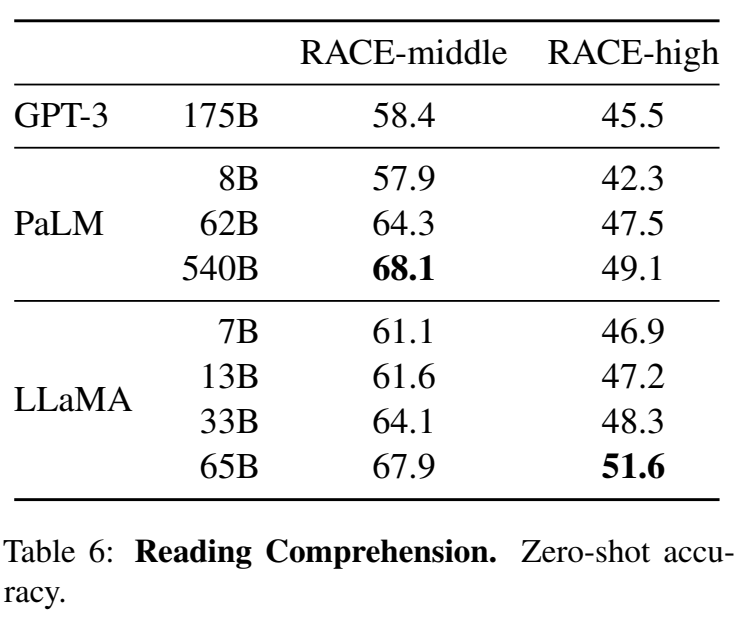 RACE-middle RACE-high
GPT-3 175B 58.4 45.5
8B 57.9 42.3
PaLM 62B 64.3 47.5
540B 68.1 49.1
7B 61.1 46.9
13B 61.6 47.2
LLaMA
33B 64.1 48.3
65B 67.9 51.6
Table 6: Reading Comprehension. Zero-shot accu-
racy.